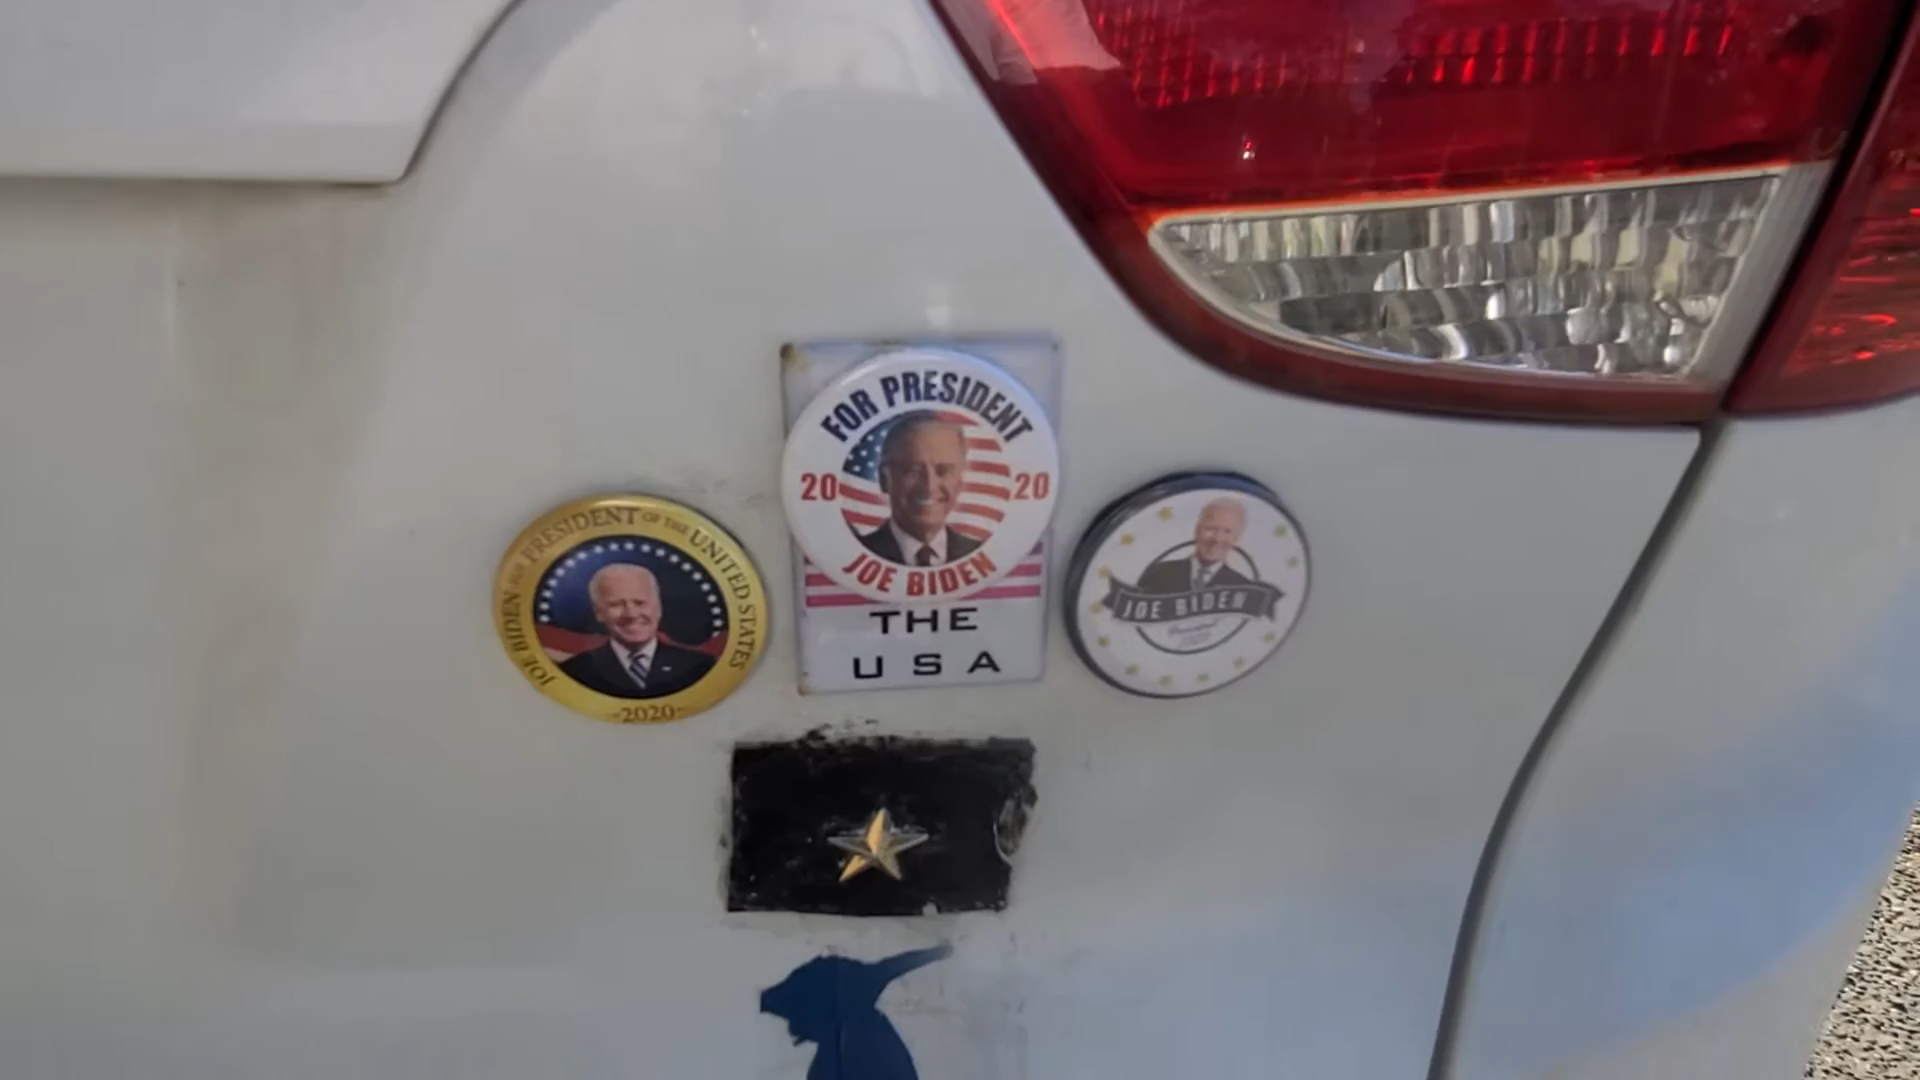 JOE BIDEN FOR PRESIDENT OF THE UNITED STATES
-2020-
FOR PRESIDENT
20 20
JOE BIDEN
THE
USA
JOE BIDEN